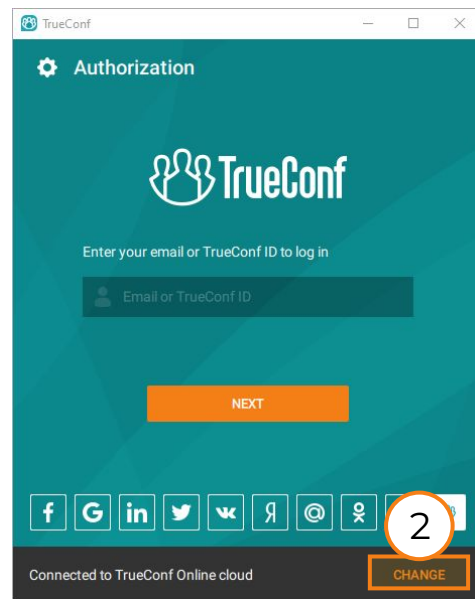 TrueConf
Authorization
TrueConf
Enter your email or TrueConf ID to log in
Email or TrueConf ID
NEXT
f G in Я @
2
Connected to TrueConf Online cloud
CHANGE